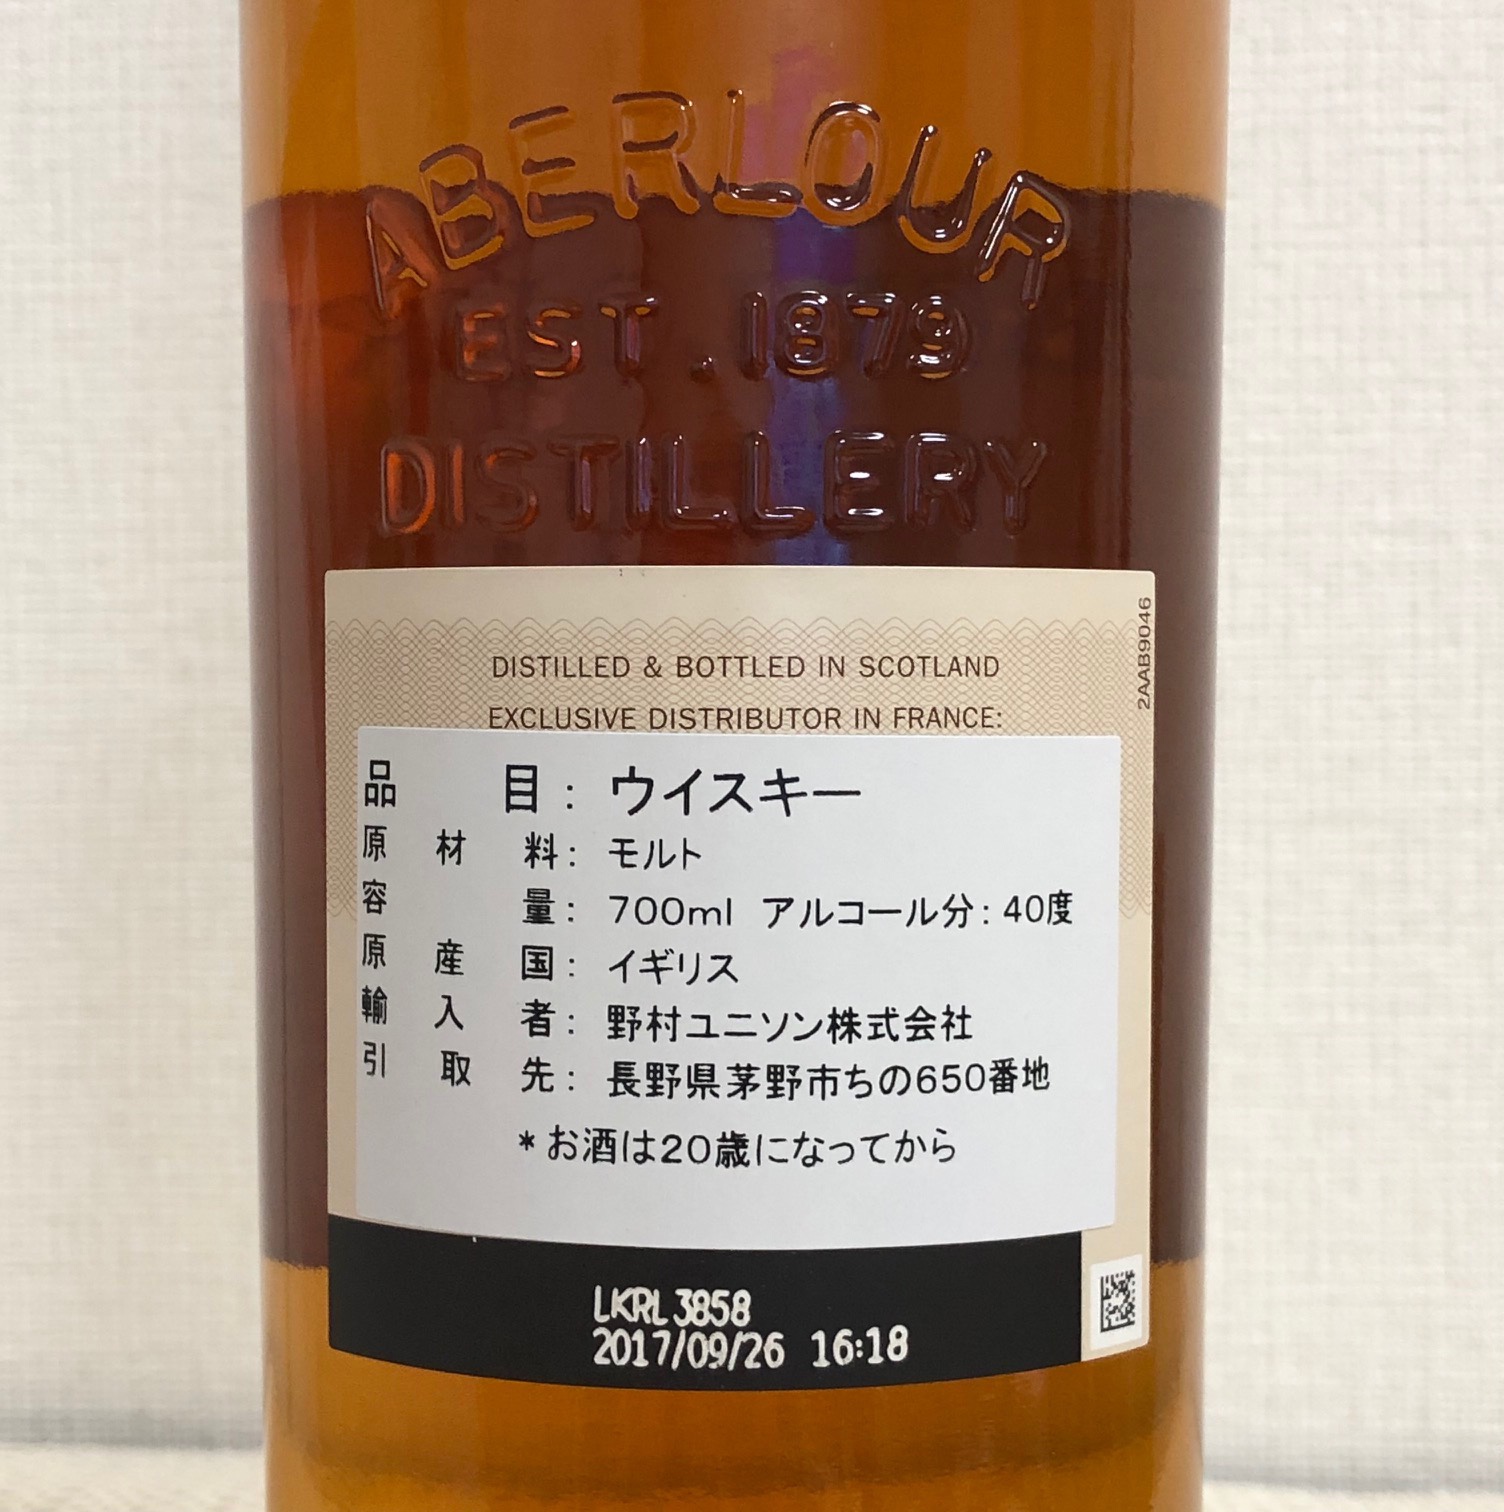 ABERLOUR
EST. 1879
DISTILLERY
DISTILLED & BOTTLED IN SCOTLAND
EXCLUSIVE DISTRIBUTOR IN FRANCE:
2AAB9046
品目: ウイスキー
原材料: モルト
容量: 700ml アルコール分: 40度
原産国: イギリス
輸入者: 野村ユニソン株式会社
引取先: 長野県茅野市ちの650番地
*お酒は20歳になってから
LKRL3858
2017/09/26 16:18